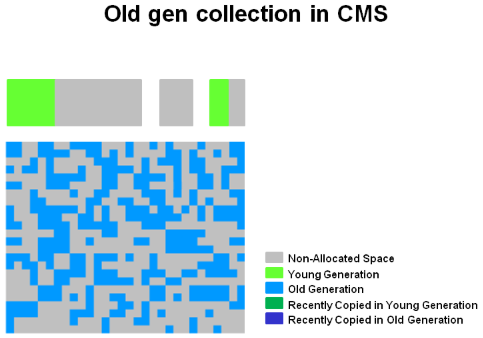 Old gen collection in CMS
Non-Allocated Space
Young Generation
Old Generation
Recently Copied in Young Generation
Recently Copied in Old Generation